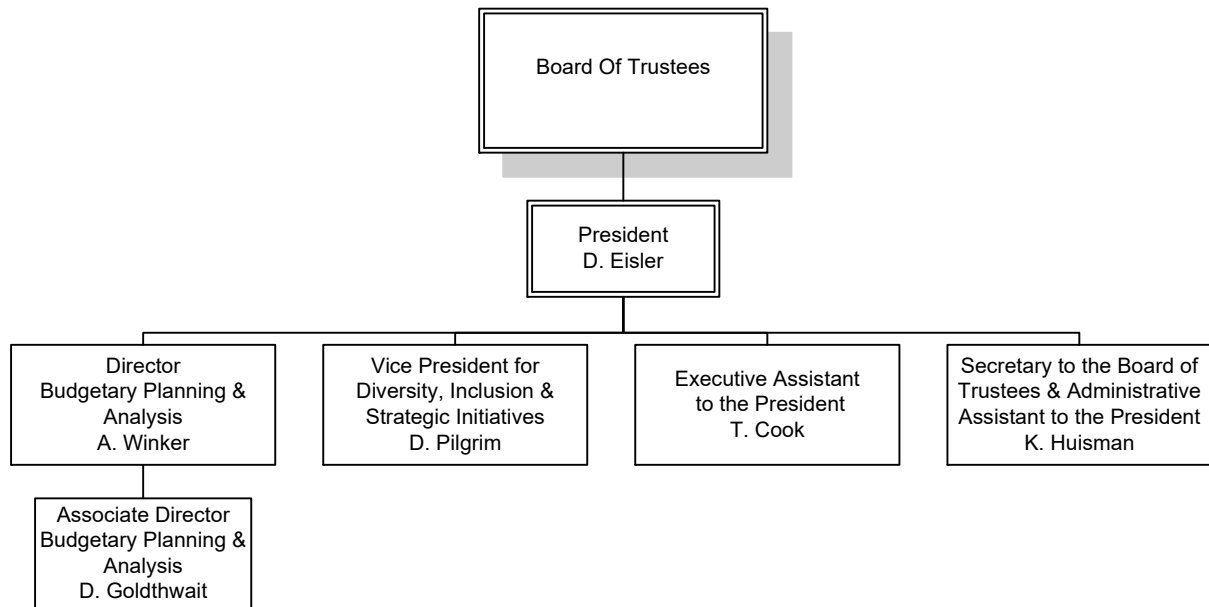 Board Of Trustees
President
D. Eisler
Director
Budgetary Planning &
Analysis
A. Winker
Vice President for
Diversity, Inclusion &
Strategic Initiatives
D. Pilgrim
Executive Assistant
to the President
T. Cook
Secretary to the Board of
Trustees & Administrative
Assistant to the President
K. Huisman
Associate Director
Budgetary Planning &
Analysis
D. Goldthwait